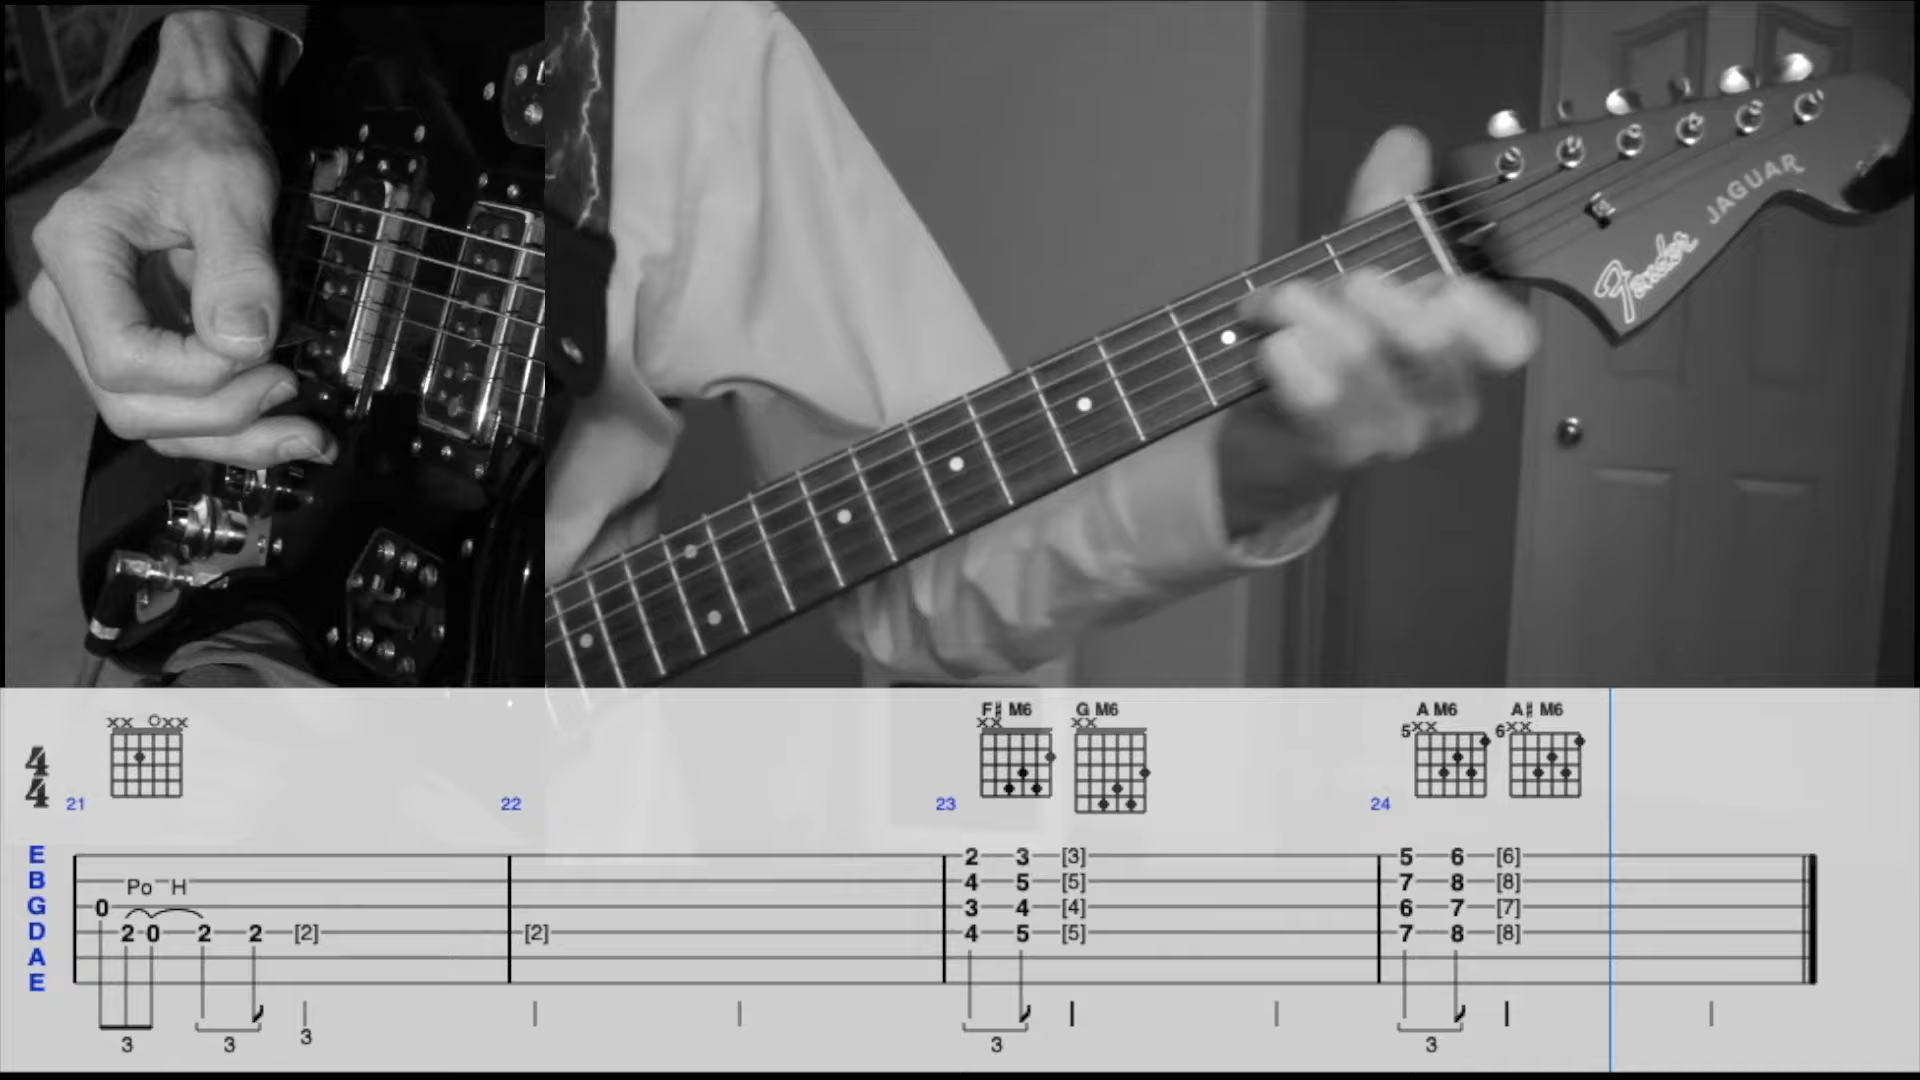 JAGUAR
Fender
F♯ M6 G M6 A M6 A♯ M6
xx oxx xx xx 5xx 6xx
4
4
21 22 23 24
E 2 3 [3] 5 6 [6]
B Po H 4 5 [5] 7 8 [8]
G 0 3 4 [4] 6 7 [7]
D 2 0 2 2 [2] [2] 4 5 [5] 7 8 [8]
A
E
3 3 3 3 3